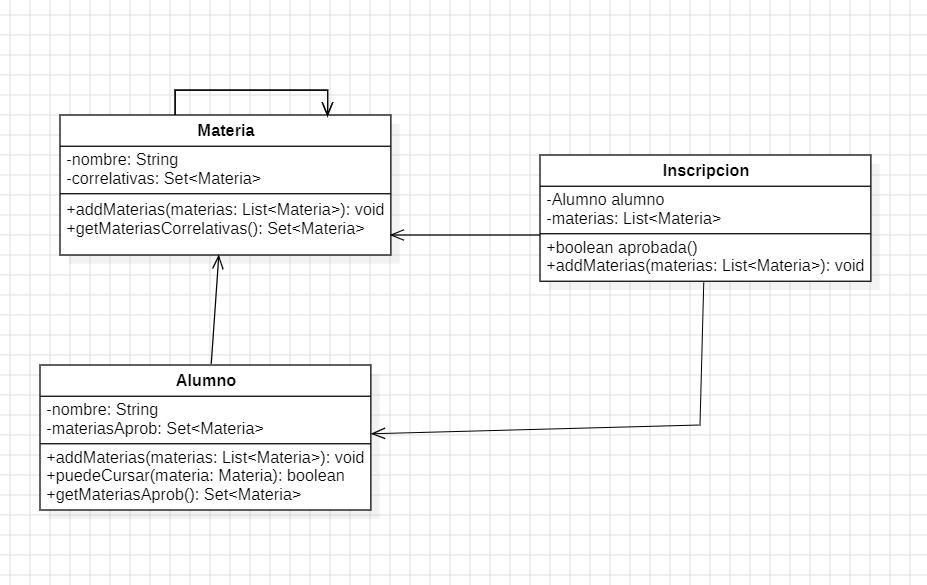 Materia
-nombre: String
-correlativas: Set<Materia>
+addMaterias(materias: List<Materia>): void
+getMateriasCorrelativas(): Set<Materia>
Inscripcion
-Alumno alumno
-materias: List<Materia>
+boolean aprobada()
+addMaterias(materias: List<Materia>): void
Alumno
-nombre: String
-materiasAprob: Set<Materia>
+addMaterias(materias: List<Materia>): void
+puedeCursar(materia: Materia): boolean
+getMateriasAprob(): Set<Materia>